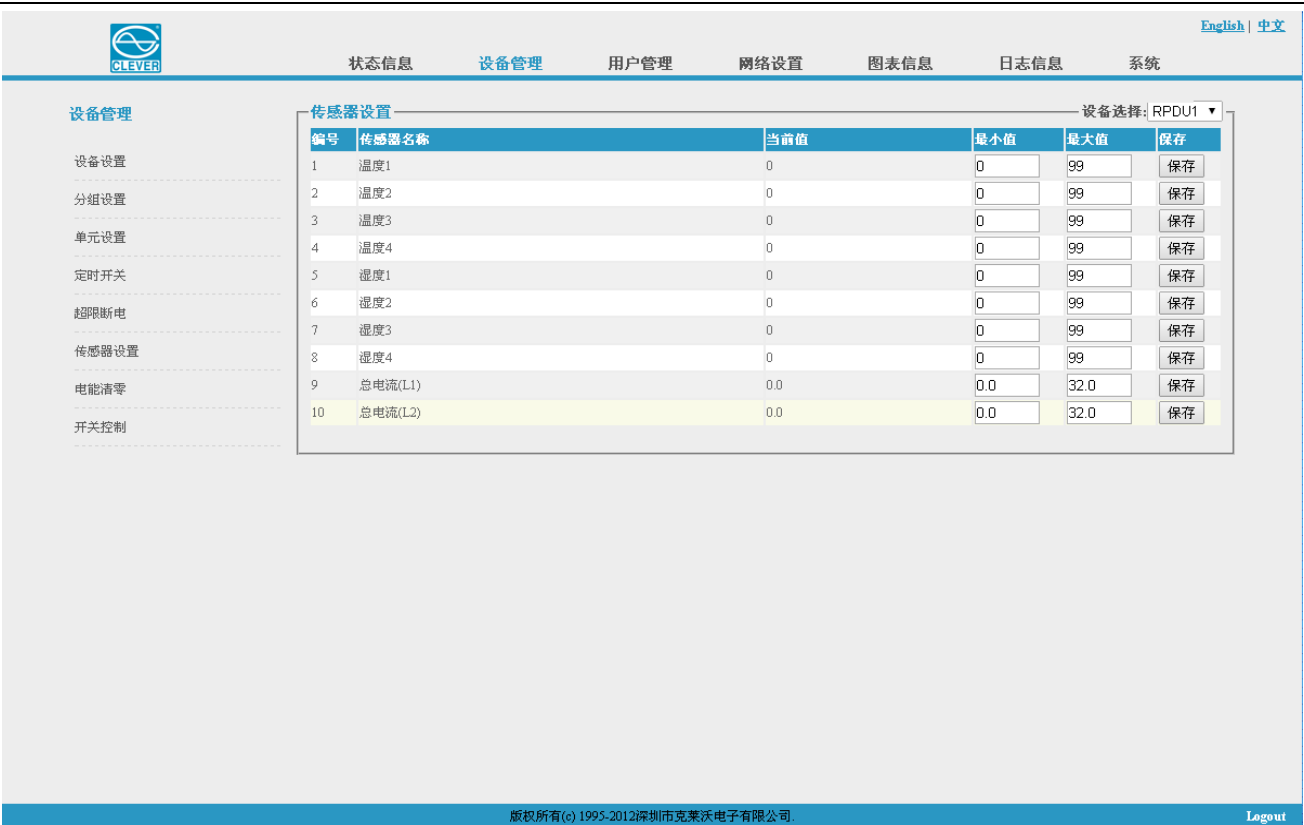 English | 中文
CLEVER
状态信息 设备管理 用户管理 网络设置 图表信息 日志信息 系统
设备管理
设备设置
分组设置
单元设置
定时开关
超限断电
传感器设置
电能清零
开关控制
传感器设置 设备选择: RPDU1
编号 传感器名称 当前值 最小值 最大值 保存
1 温度1 0 0 99 保存
2 温度2 0 0 99 保存
3 温度3 0 0 99 保存
4 温度4 0 0 99 保存
5 湿度1 0 0 99 保存
6 湿度2 0 0 99 保存
7 湿度3 0 0 99 保存
8 湿度4 0 0 99 保存
9 总电流(L1) 0.0 0.0 32.0 保存
10 总电流(L2) 0.0 0.0 32.0 保存
版权所有(c) 1995-2012深圳市克莱沃电子有限公司.
Logout